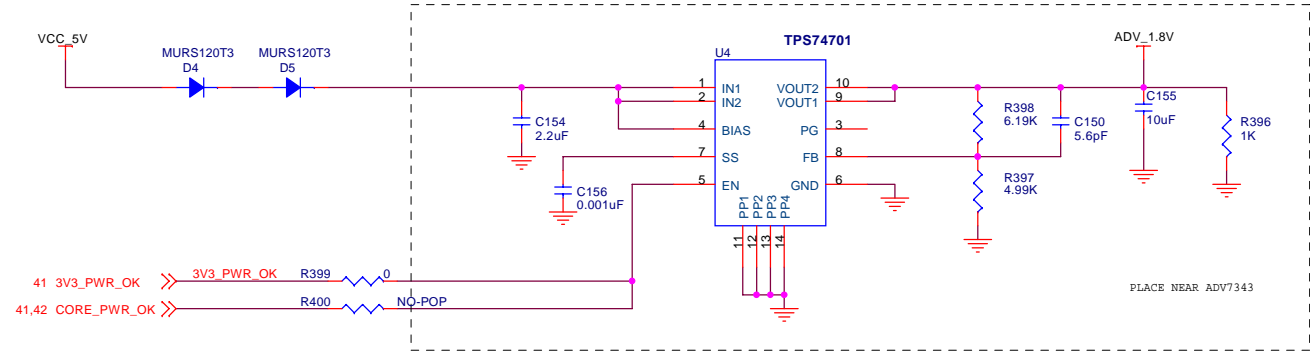 VCC_5V
MURS120T3
D4
MURS120T3
D5
TPS74701
U4
ADV_1.8V
1 IN1
2 IN2
4 BIAS
7 SS
5 EN
VOUT2 10
VOUT1 9
PG 3
FB 8
GND 6
PP1
PP2
PP3
PP4
11
12
13
14
C154
2.2uF
C156
0.001uF
R398
6.19K
C150
5.6pF
C155
10uF
R396
1K
R397
4.99K
41 3V3_PWR_OK
3V3_PWR_OK
R399
0
41,42 CORE_PWR_OK
R400
NO-POP
PLACE NEAR ADV7343